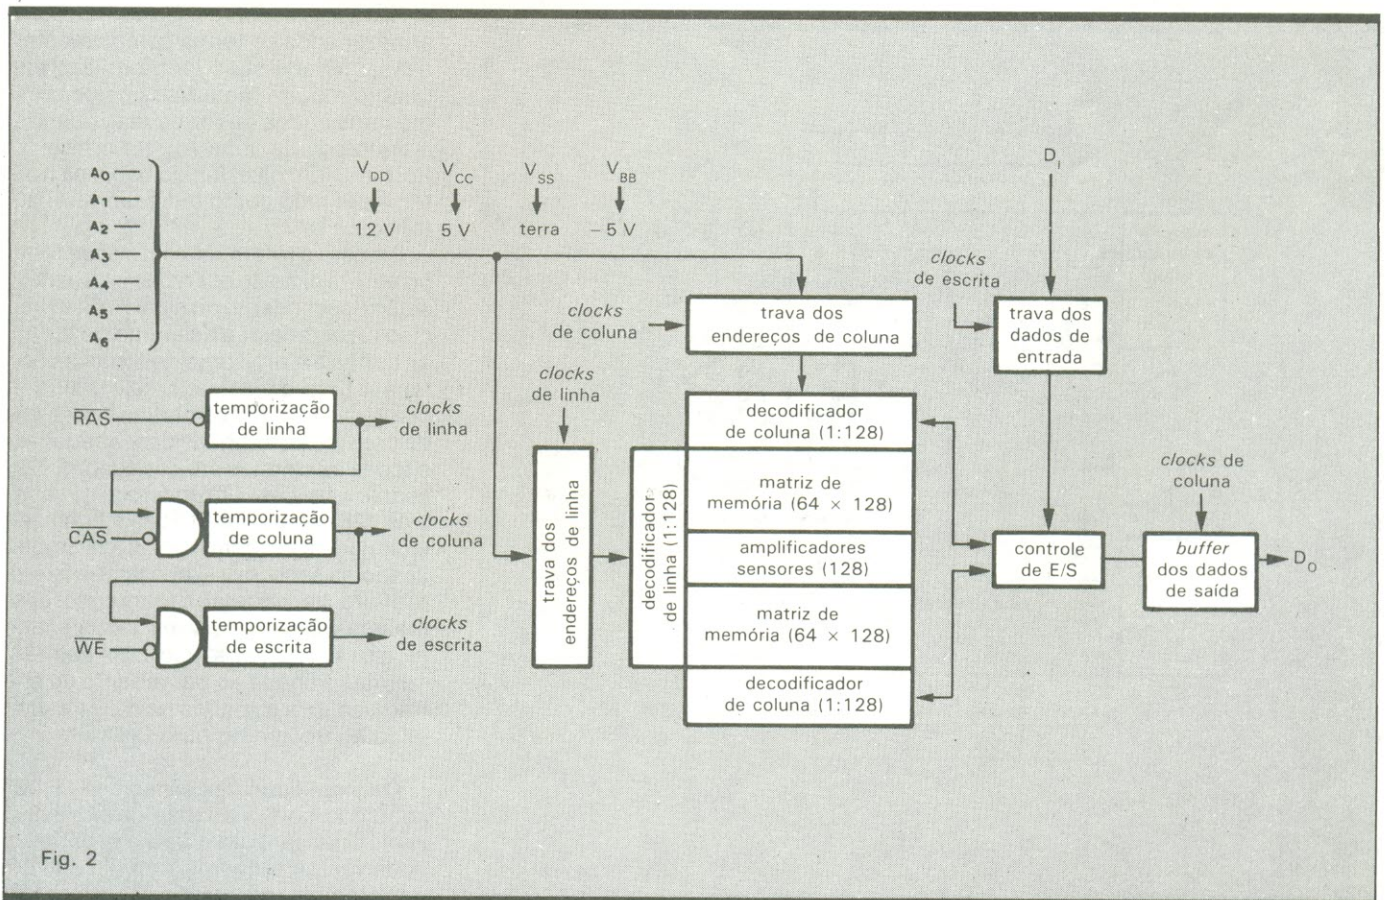 A0
A1
A2
A3
A4
A5
A6
VDD
VCC
VSS
VBB
12 V
5 V
terra
– 5 V
DI
clocks
de escrita
clocks
de coluna
trava dos
endereços de coluna
trava dos
dados de
entrada
clocks
de linha
RAS
temporização
de linha
clocks
de linha
CAS
temporização
de coluna
clocks
de coluna
WE
temporização
de escrita
clocks
de escrita
trava dos
endereços de linha
decodificador
de linha (1:128)
decodificador
de coluna (1:128)
matriz de
memória (64 × 128)
amplificadores
sensores (128)
matriz de
memória (64 × 128)
decodificador
de coluna (1:128)
controle
de E/S
clocks de
coluna
buffer
dos dados
de saída
DO
Fig. 2